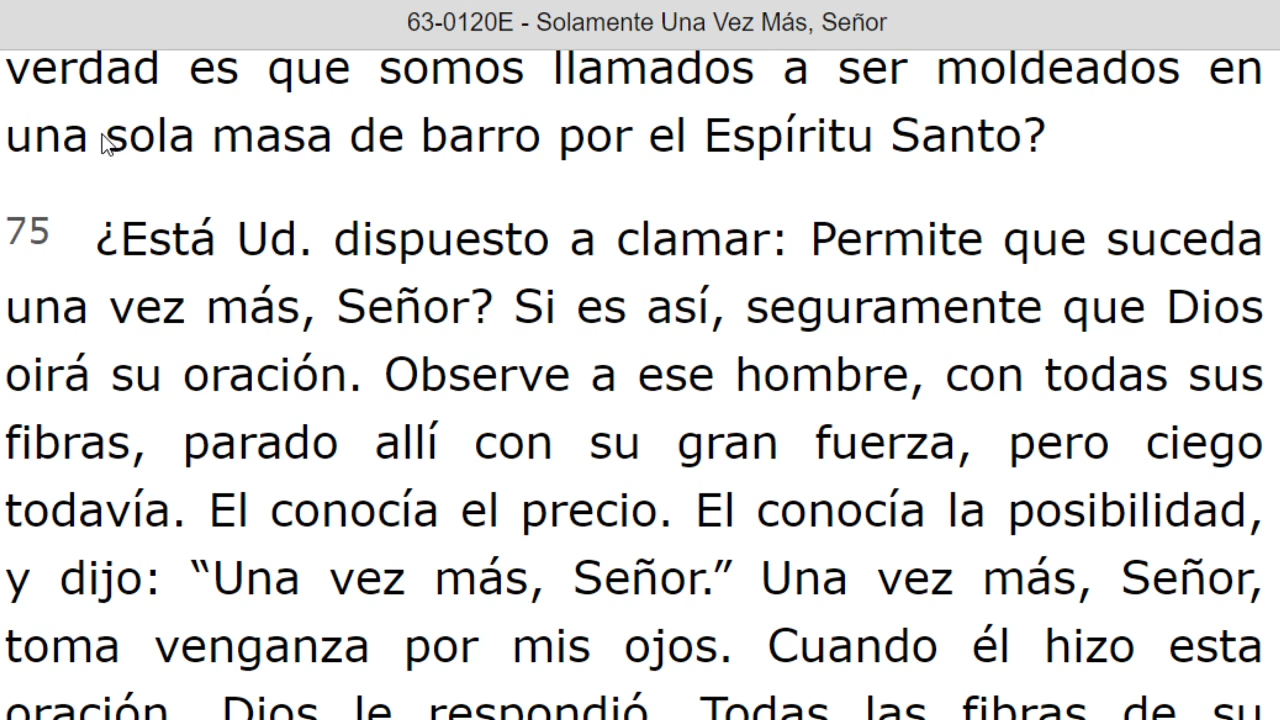 63-0120E - Solamente Una Vez Más, Señor
verdad es que somos llamados a ser moldeados en
una sola masa de barro por el Espíritu Santo?
75 ¿Está Ud. dispuesto a clamar: Permite que suceda
una vez más, Señor? Si es así, seguramente que Dios
oirá su oración. Observe a ese hombre, con todas sus
fibras, parado allí con su gran fuerza, pero ciego
todavía. El conocía el precio. El conocía la posibilidad,
y dijo: “Una vez más, Señor.” Una vez más, Señor,
toma venganza por mis ojos. Cuando él hizo esta
oración, Dios le respondió. Todas las fibras de su